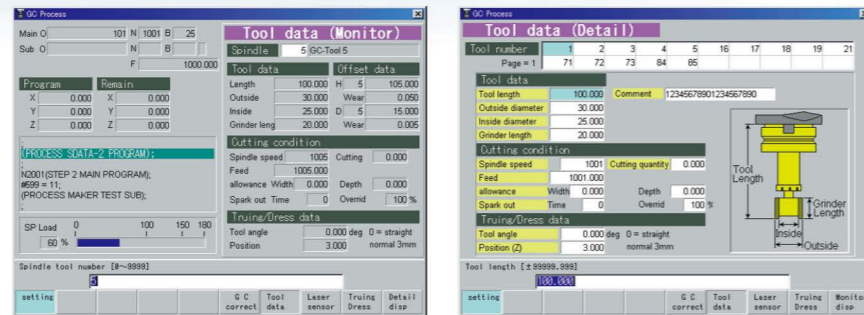 GC Process
Main O 101 N 1001 B 25
Sub O N B
F 1000.000
Program Remain
X 0.000 X 0.000
Y 0.000 Y 0.000
Z 0.000 Z 0.000
;
(PROCESS SDATA-2 PROGRAM);
;
N2001(STEP 2 MAIN PROGRAM);
#699 = 11;
(PROCESS MAKER TEST SUB);
;
SP Load 0 100 150 180
60 %
Tool data (Monitor)
Spindle 5 GC-Tool 5
Tool data Offset data
Length 100.000 H 5 105.000
Outside 30.000 Wear 0.050
Inside 25.000 D 5 15.000
Grinder leng 20.000 Wear 0.005
Cutting condition
Spindle speed 1005 Cutting 0.000
Feed 1005.000
allowance Width 0.000 Depth 0.000
Spark out Time 0 Overrid 100 %
Truing/Dress data
Tool angle 0.000 deg 0 = straight
Position 3.000 normal 3mm
Spindle tool number [0~9999]
5
setting G C correct Tool data Laser sensor Truing Dress Detail disp
GC Process
Tool data (Detail)
Tool number 1 2 3 4 5 16 17 18 19 21
Page = 1 71 72 73 84 85
Tool data
Tool length 100.000 Comment 12345678901234567890
Outside diameter 30.000
Inside diameter 25.000
Grinder length 20.000
Cutting condition
Spindle speed 1001 Cutting quantity 0.000
Feed 1001.000
allowance Width 0.000 Depth 0.000
Spark out Time 0 Overrid 100 %
Truing/Dress data
Tool angle 0.000 deg 0 = straight
Position (Z) 3.000 normal 3mm
Tool Length
Grinder Length
Inside
Outside
Tool length [±99999.999]
100.000
setting G C correct Tool data Laser sensor Truing Dress Monitor disp